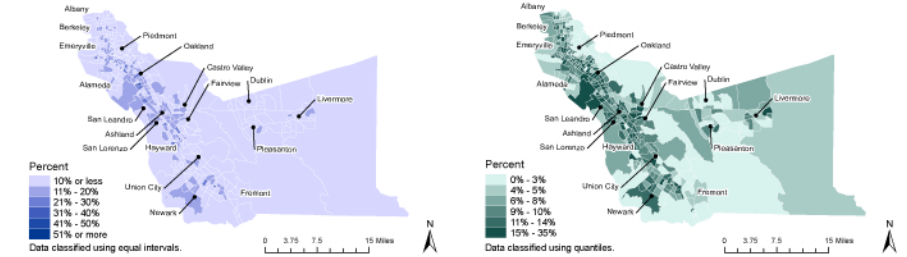 Albany
Berkeley
Piedmont
Emeryville
Oakland
Castro Valley
Fairview
Dublin
Alameda
Livermore
San Leandro
Ashland
San Lorenzo
Hayward
Pleasanton
Percent
10% or less
11% - 20%
21% - 30%
31% - 40%
41% - 50%
51% or more
Union City
Fremont
Newark
Data classified using equal intervals.
0 3.75 7.5 15 Miles
N
Albany
Berkeley
Piedmont
Emeryville
Oakland
Castro Valley
Fairview
Dublin
Alameda
Livermore
San Leandro
Ashland
San Lorenzo
Hayward
Pleasanton
Percent
0% - 3%
4% - 5%
6% - 8%
9% - 10%
11% - 14%
15% - 35%
Union City
Fremont
Newark
Data classified using quantiles.
0 3.75 7.5 15 Miles
N